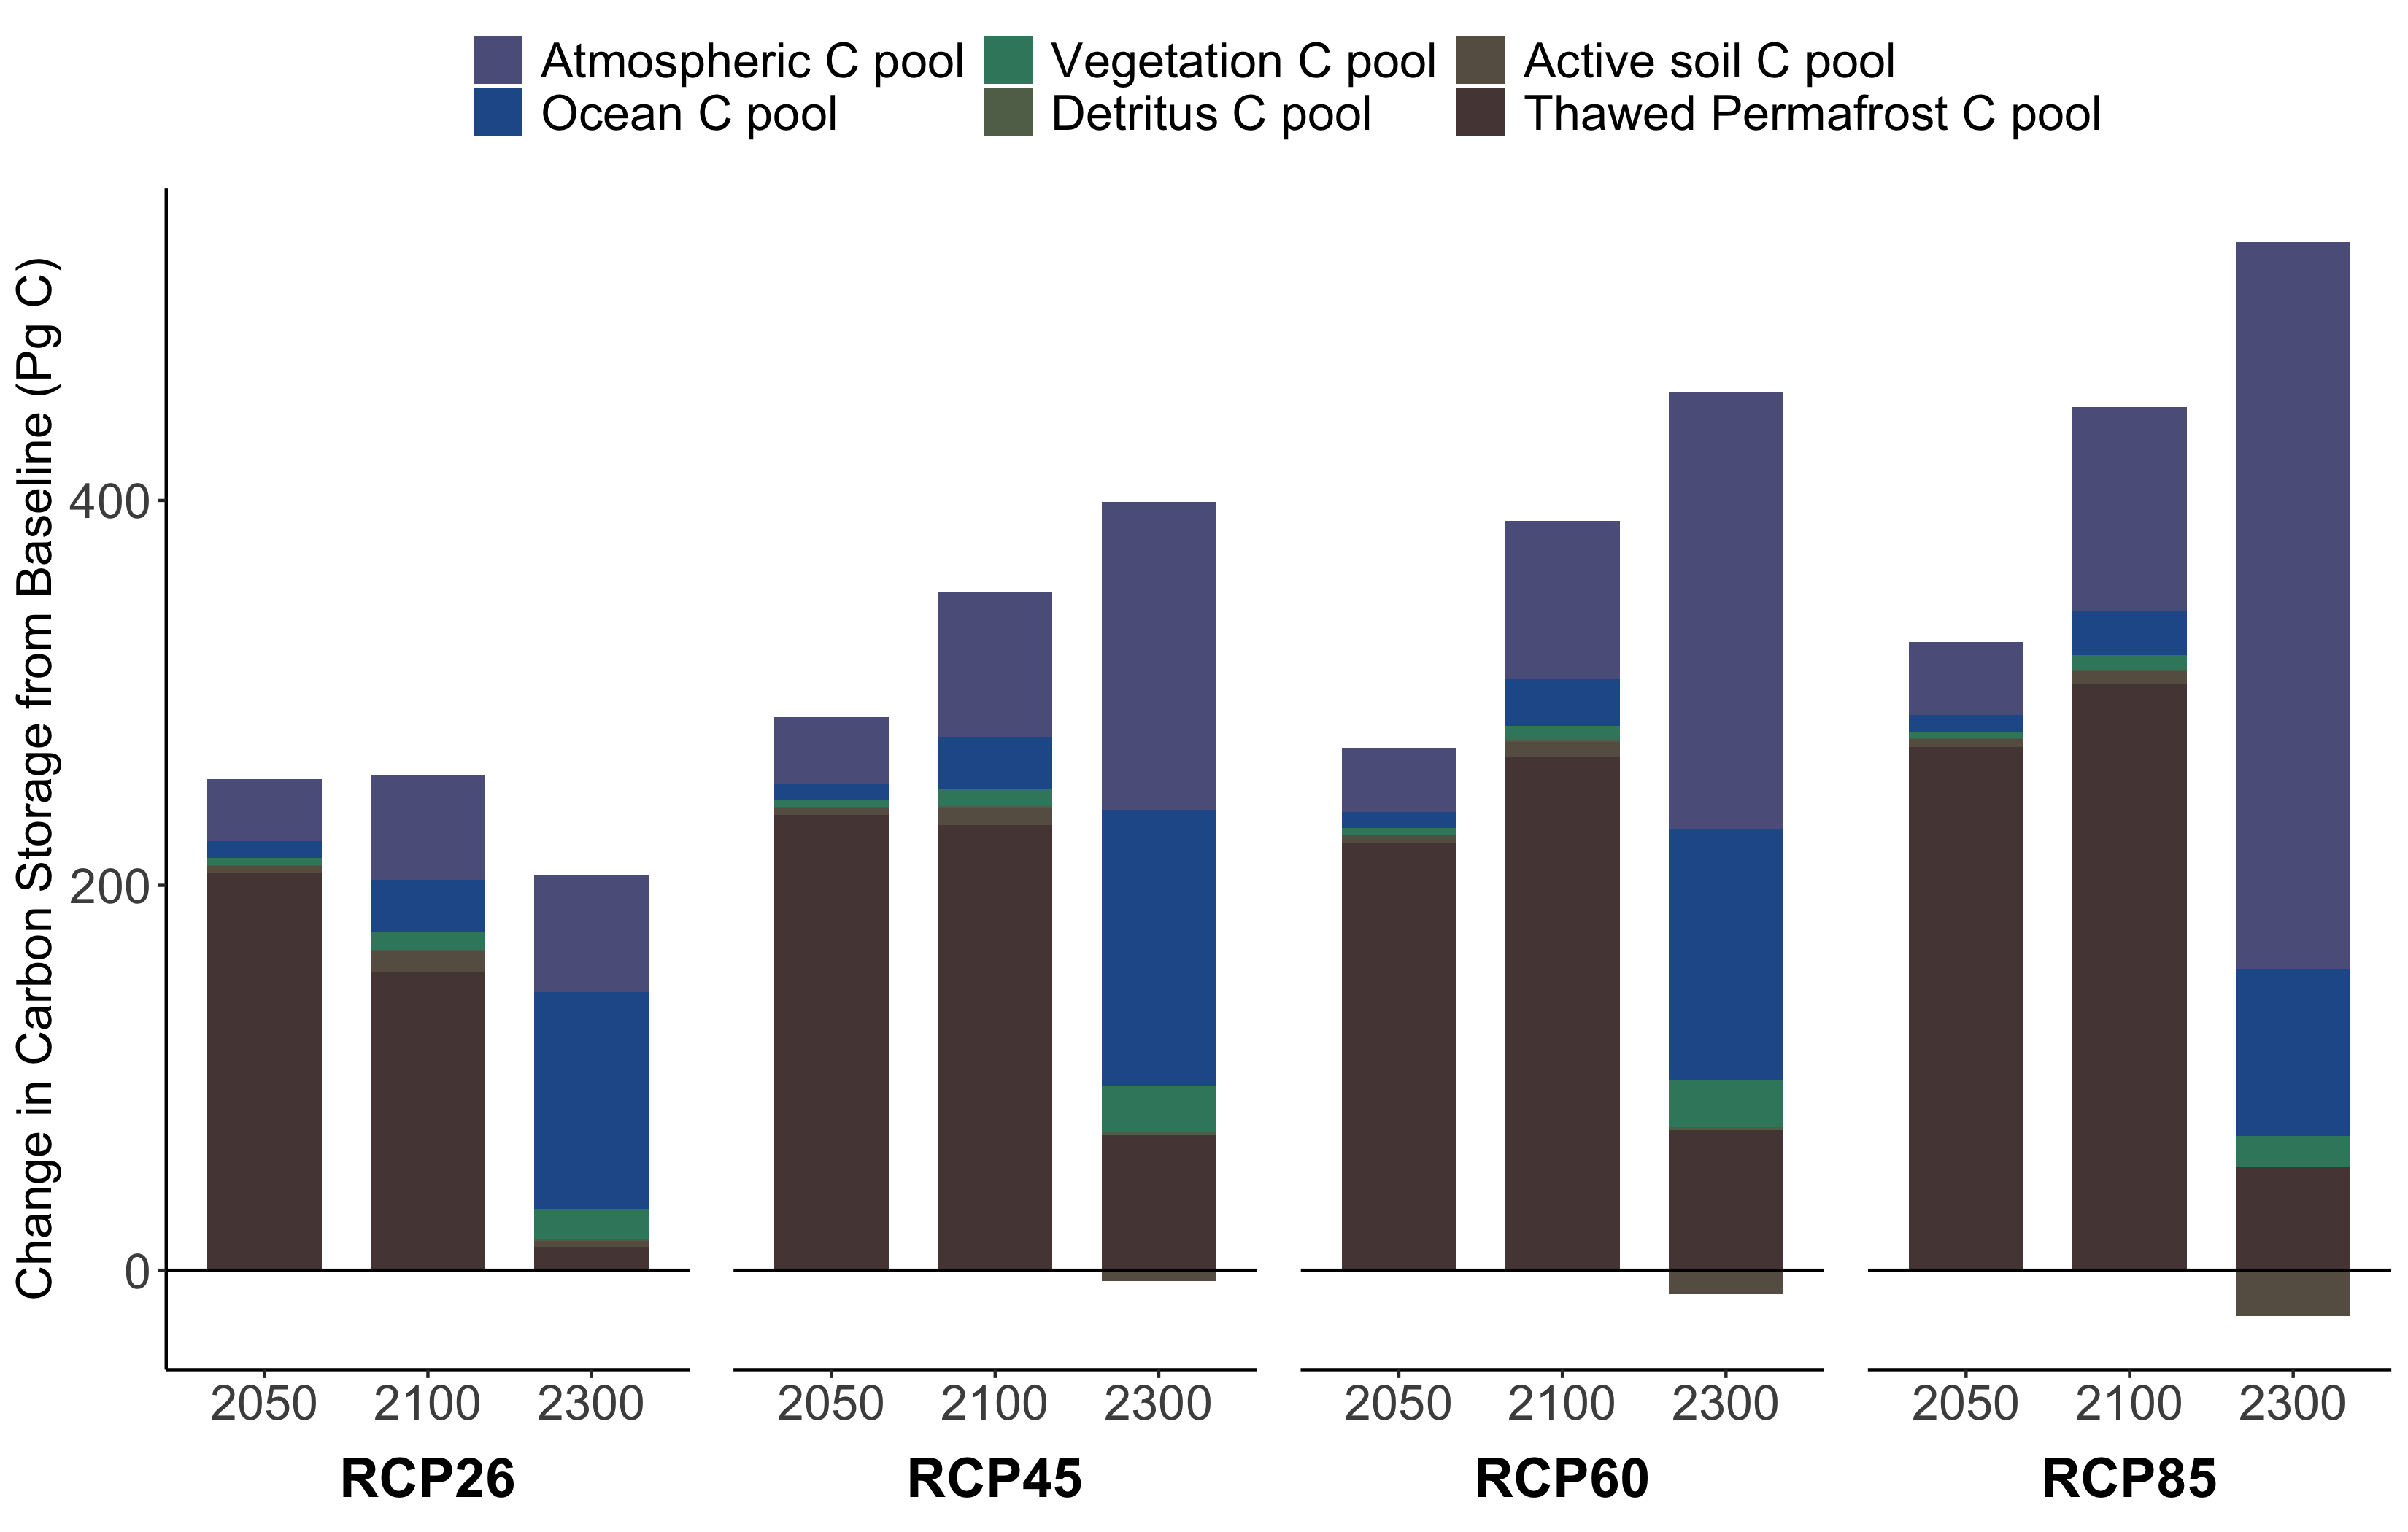 Atmospheric C pool Vegetation C pool Active soil C pool
Ocean C pool Detritus C pool Thawed Permafrost C pool
Change in Carbon Storage from Baseline (Pg C)
400
200
0
2050 2100 2300 2050 2100 2300 2050 2100 2300 2050 2100 2300
RCP26 RCP45 RCP60 RCP85